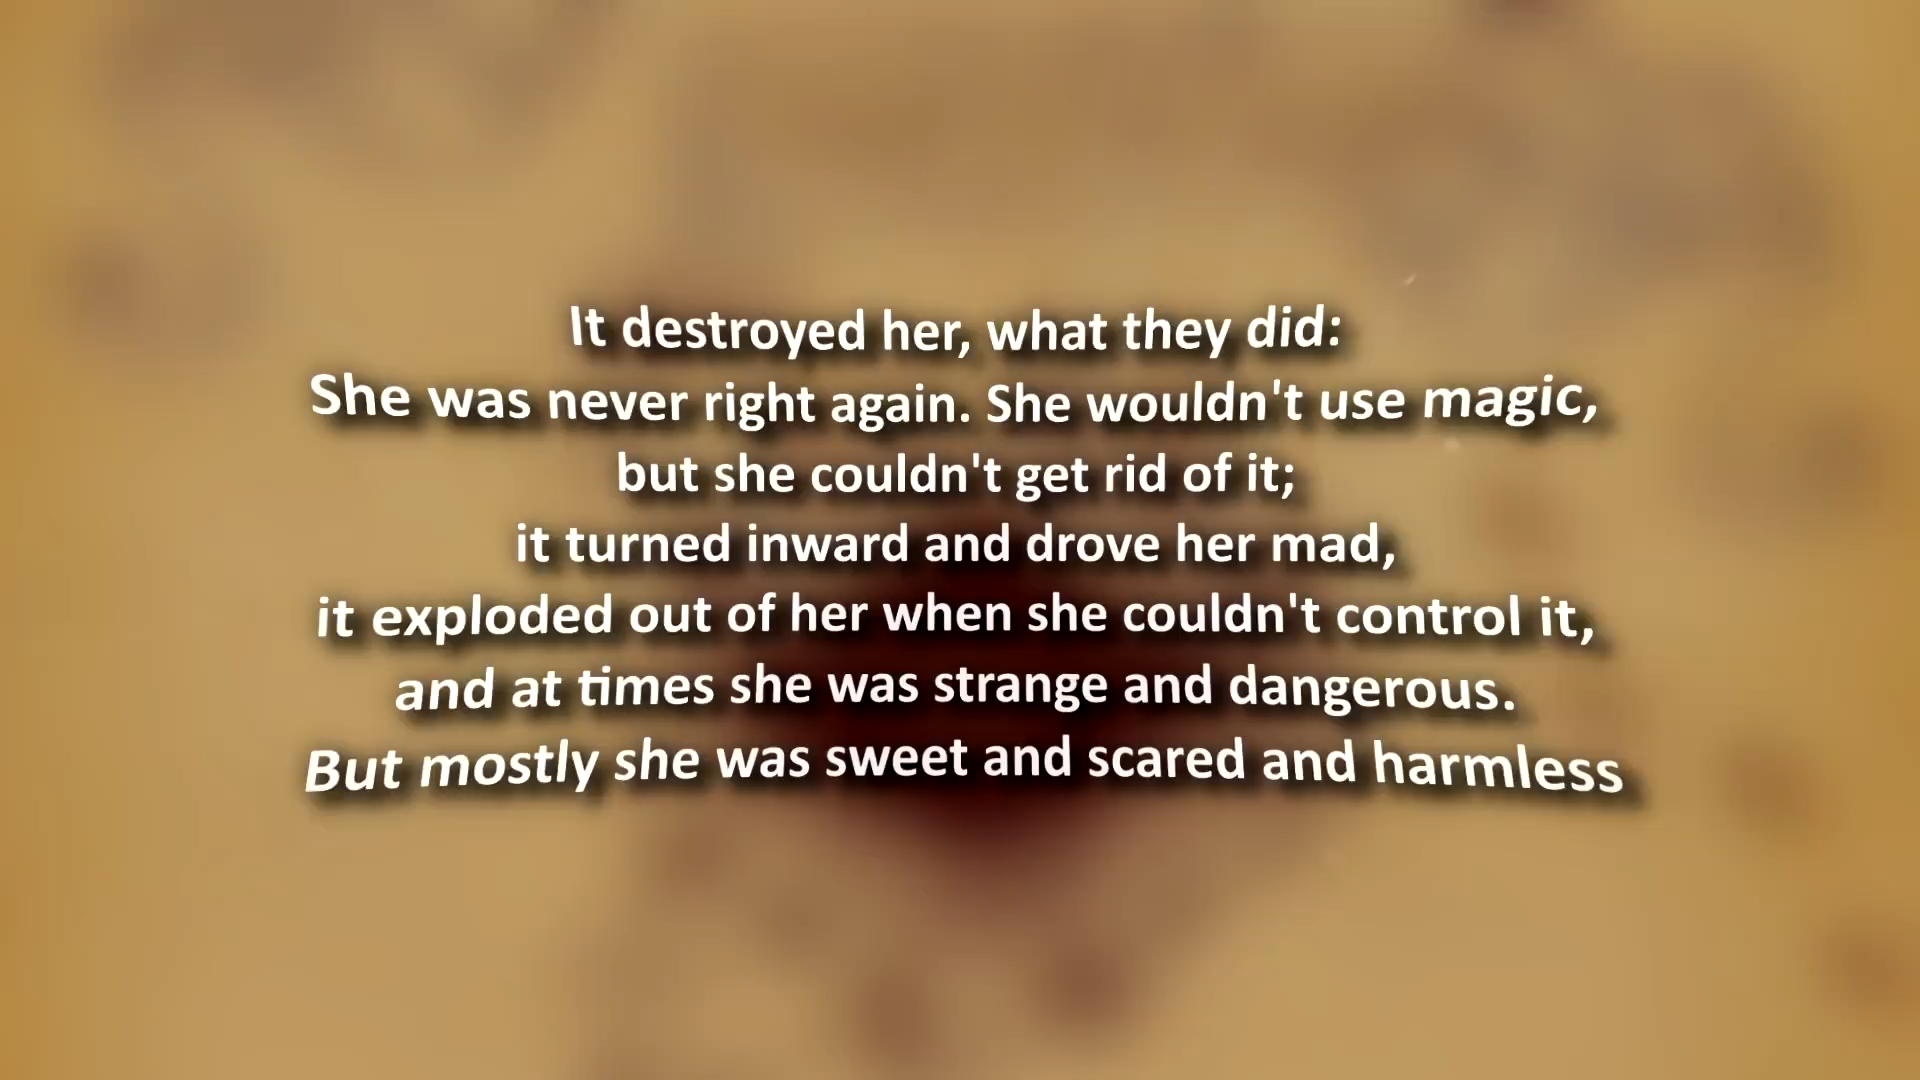 It destroyed her, what they did:
She was never right again. She wouldn't use magic,
but she couldn't get rid of it;
it turned inward and drove her mad,
it exploded out of her when she couldn't control it,
and at times she was strange and dangerous.
But mostly she was sweet and scared and harmless